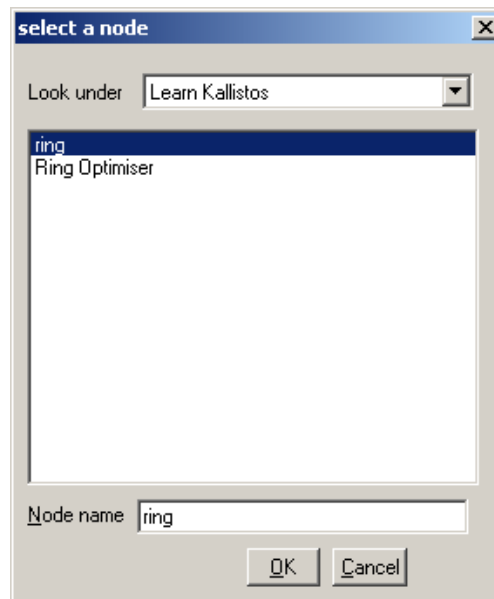 select a node
Look under Learn Kallistos
ring
Ring Optimiser
Node name ring
OK Cancel